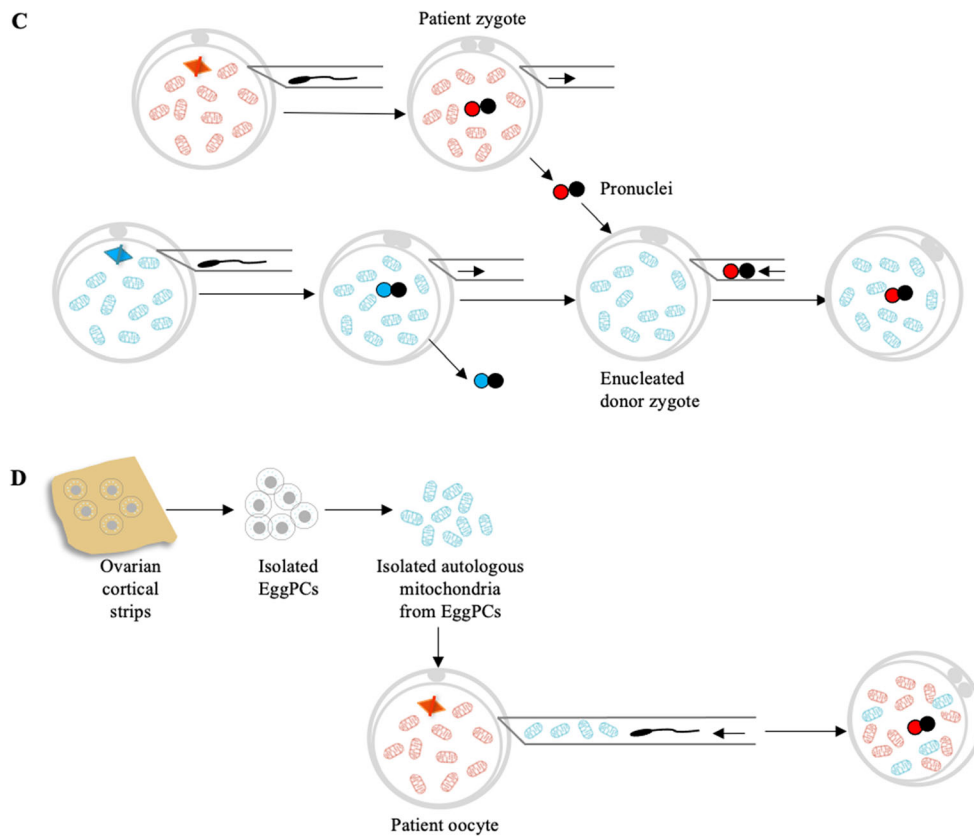 C
Patient zygote
Pronuclei
Enucleated
donor zygote
D
Ovarian
cortical
strips
Isolated
EggPCs
Isolated autologous
mitochondria
from EggPCs
Patient oocyte